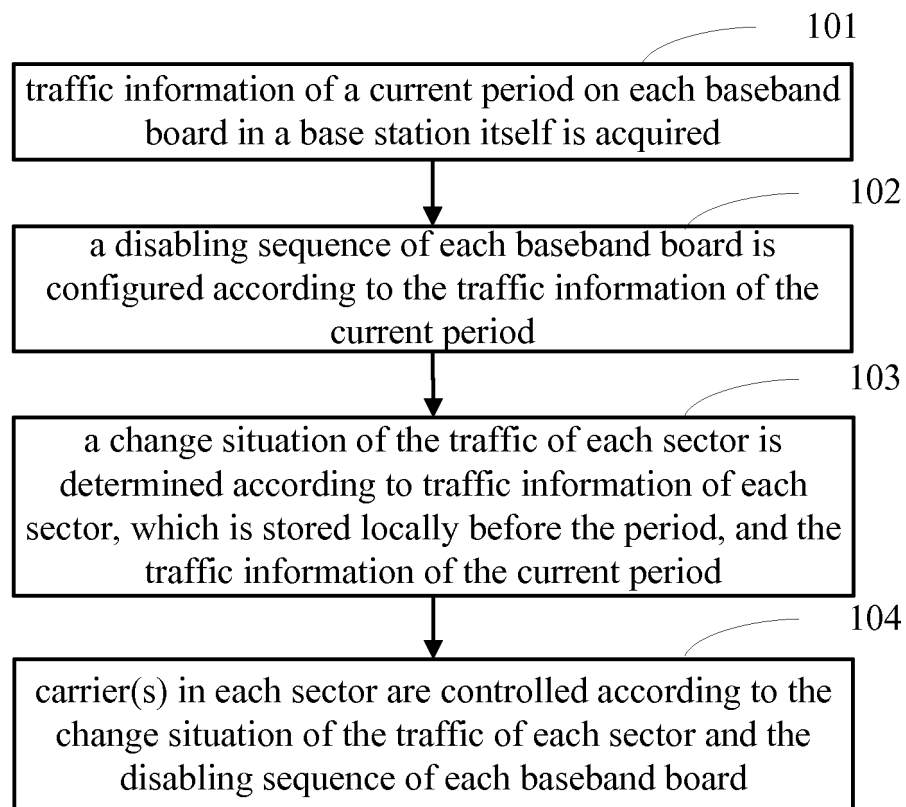 101
traffic information of a current period on each baseband
board in a base station itself is acquired
102
a disabling sequence of each baseband board is
configured according to the traffic information of the
current period
103
a change situation of the traffic of each sector is
determined according to traffic information of each
sector, which is stored locally before the period, and the
traffic information of the current period
104
carrier(s) in each sector are controlled according to the
change situation of the traffic of each sector and the
disabling sequence of each baseband board